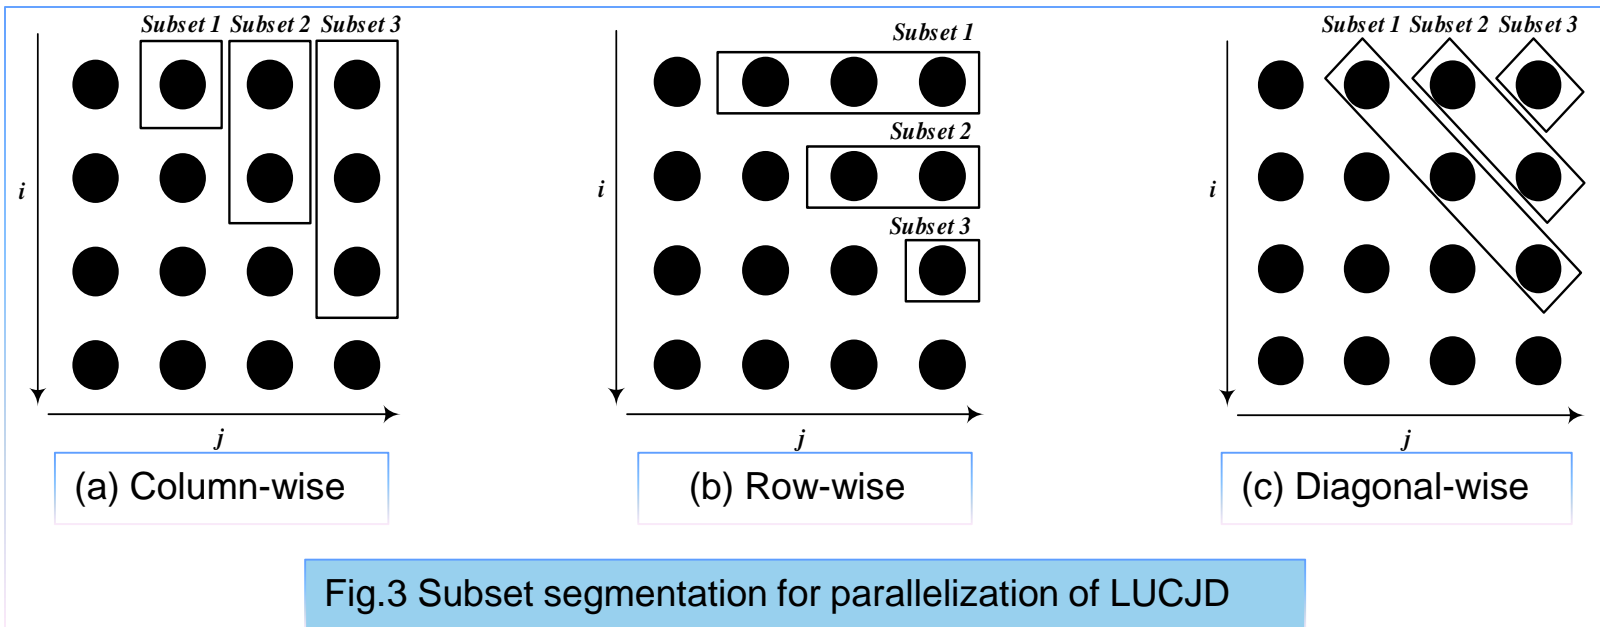 Subset 1 Subset 2 Subset 3
i
j
(a) Column-wise
Subset 1
Subset 2
Subset 3
i
j
(b) Row-wise
Subset 1 Subset 2 Subset 3
i
j
(c) Diagonal-wise
Fig.3 Subset segmentation for parallelization of LUCJD